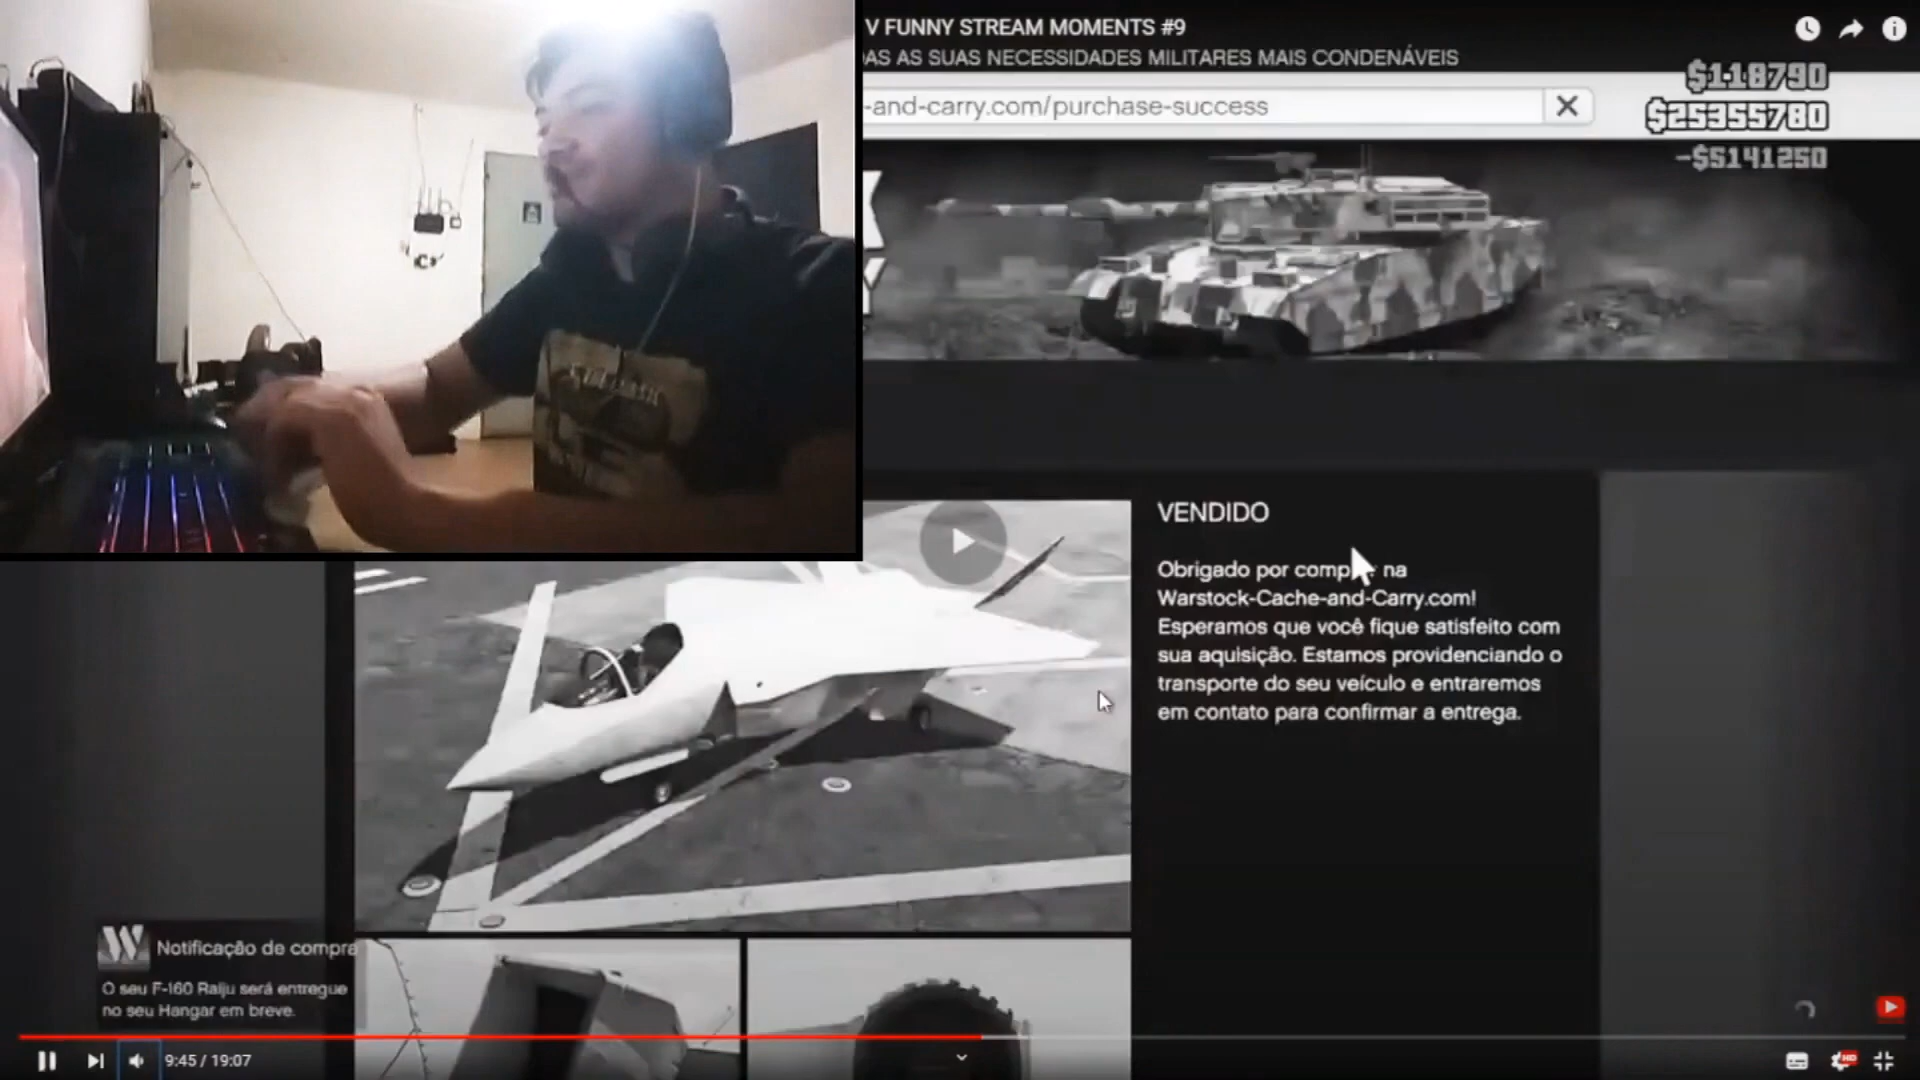 V FUNNY STREAM MOMENTS #9
AS AS SUAS NECESSIDADES MILITARES MAIS CONDENÁVEIS
-and-carry.com/purchase-success
$118790
$25355780
-$5141250
VENDIDO
Obrigado por comp na
Warstock-Cache-and-Carry.com!
Esperamos que você fique satisfeito com
sua aquisição. Estamos providenciando o
transporte do seu veículo e entraremos
em contato para confirmar a entrega.
W
Notificação de compra
O seu F-160 Raiju será entregue
no seu Hangar em breve.
9:45 / 19:07
HD